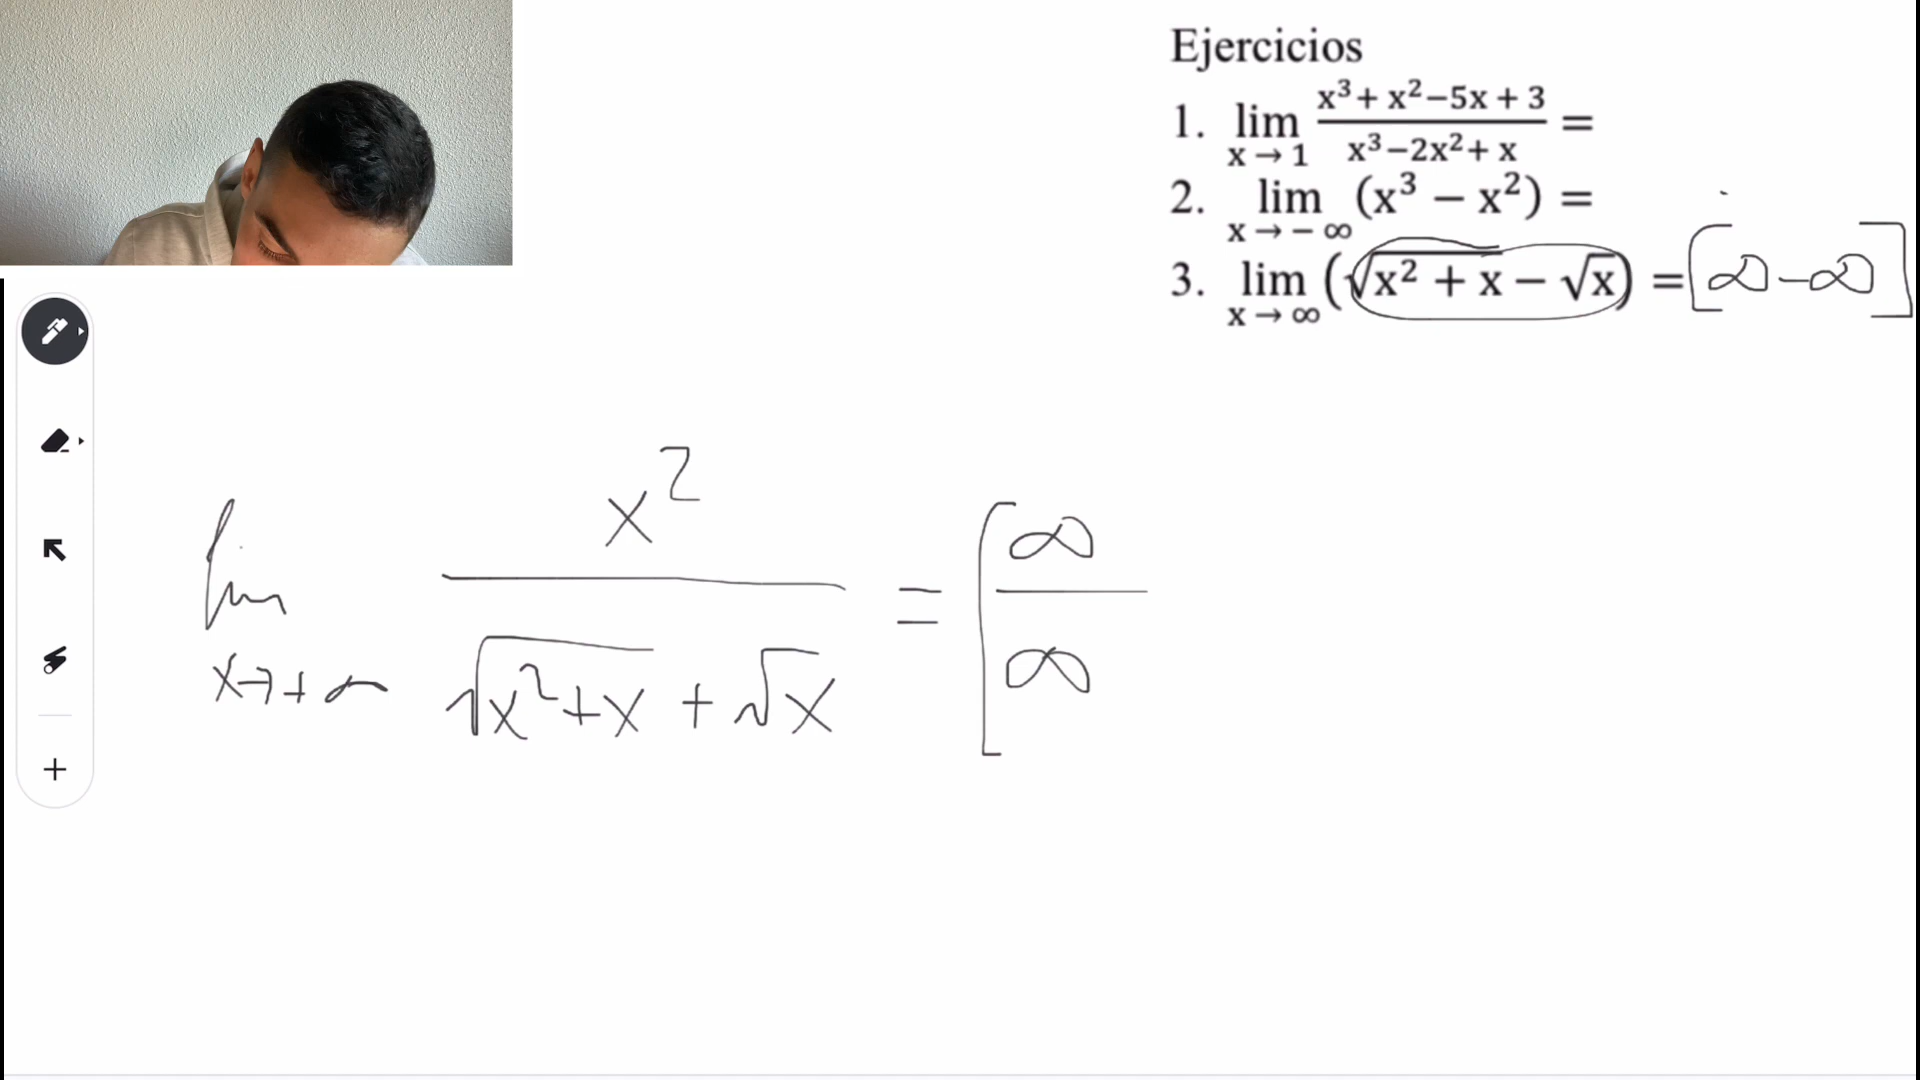 Ejercicios
1. lim x→1 (x³ + x² − 5x + 3)/(x³ − 2x² + x) =
2. lim x→ − ∞ (x³ − x²) =
3. lim x→∞ (√(x² + x) − √x) = [∞ − ∞]
lim x→+∞ x²/(√(x²+x) + √x) = [∞/∞